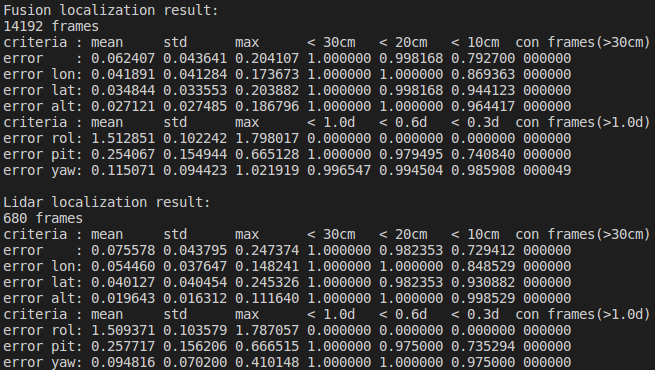 Fusion localization result:
14192 frames
criteria : mean     std      max      < 30cm   < 20cm   < 10cm  con frames(>30cm)
error    : 0.062407 0.043641 0.204107 1.000000 0.998168 0.792700 000000
error lon: 0.041891 0.041284 0.173673 1.000000 1.000000 0.869363 000000
error lat: 0.034844 0.033553 0.203882 1.000000 0.998168 0.944123 000000
error alt: 0.027121 0.027485 0.186796 1.000000 1.000000 0.964417 000000
criteria : mean     std      max      < 1.0d   < 0.6d   < 0.3d  con frames(>1.0d)
error rol: 1.512851 0.102242 1.798017 0.000000 0.000000 0.000000 000000
error pit: 0.254067 0.154944 0.665128 1.000000 0.979495 0.740840 000000
error yaw: 0.115071 0.094423 1.021919 0.996547 0.994504 0.985908 000049

Lidar localization result:
680 frames
criteria : mean     std      max      < 30cm   < 20cm   < 10cm  con frames(>30cm)
error    : 0.075578 0.043795 0.247374 1.000000 0.982353 0.729412 000000
error lon: 0.054460 0.037647 0.148241 1.000000 1.000000 0.848529 000000
error lat: 0.040127 0.040454 0.245326 1.000000 0.982353 0.930882 000000
error alt: 0.019643 0.016312 0.111640 1.000000 1.000000 0.998529 000000
criteria : mean     std      max      < 1.0d   < 0.6d   < 0.3d  con frames(>1.0d)
error rol: 1.509371 0.103579 1.787057 0.000000 0.000000 0.000000 000000
error pit: 0.257717 0.156206 0.666515 1.000000 0.975000 0.735294 000000
error yaw: 0.094816 0.070200 0.410148 1.000000 1.000000 0.975000 000000